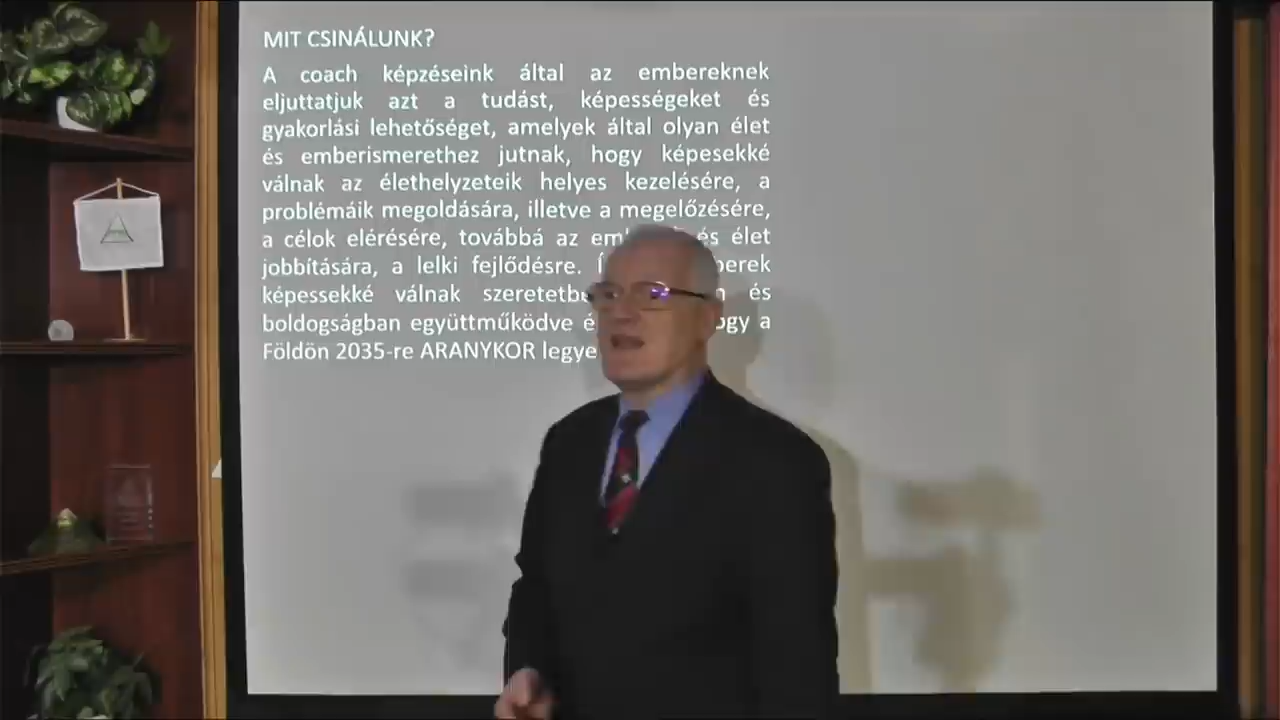 MIT CSINÁLUNK?
A coach képzéseink által az embereknek
eljuttatjuk azt a tudást, képességeket és
gyakorlási lehetőséget, amelyek által olyan élet
és emberismerethez jutnak, hogy képesekké
válnak az élethelyzeteik helyes kezelésére, a
problémáik megoldására, illetve a megelőzésére,
a célok elérésére, továbbá az és élet
jobbítására, a lelki fejlődésre.
képessekké válnak és
boldogságban együttműködve a
Földön 2035-re ARANYKOR